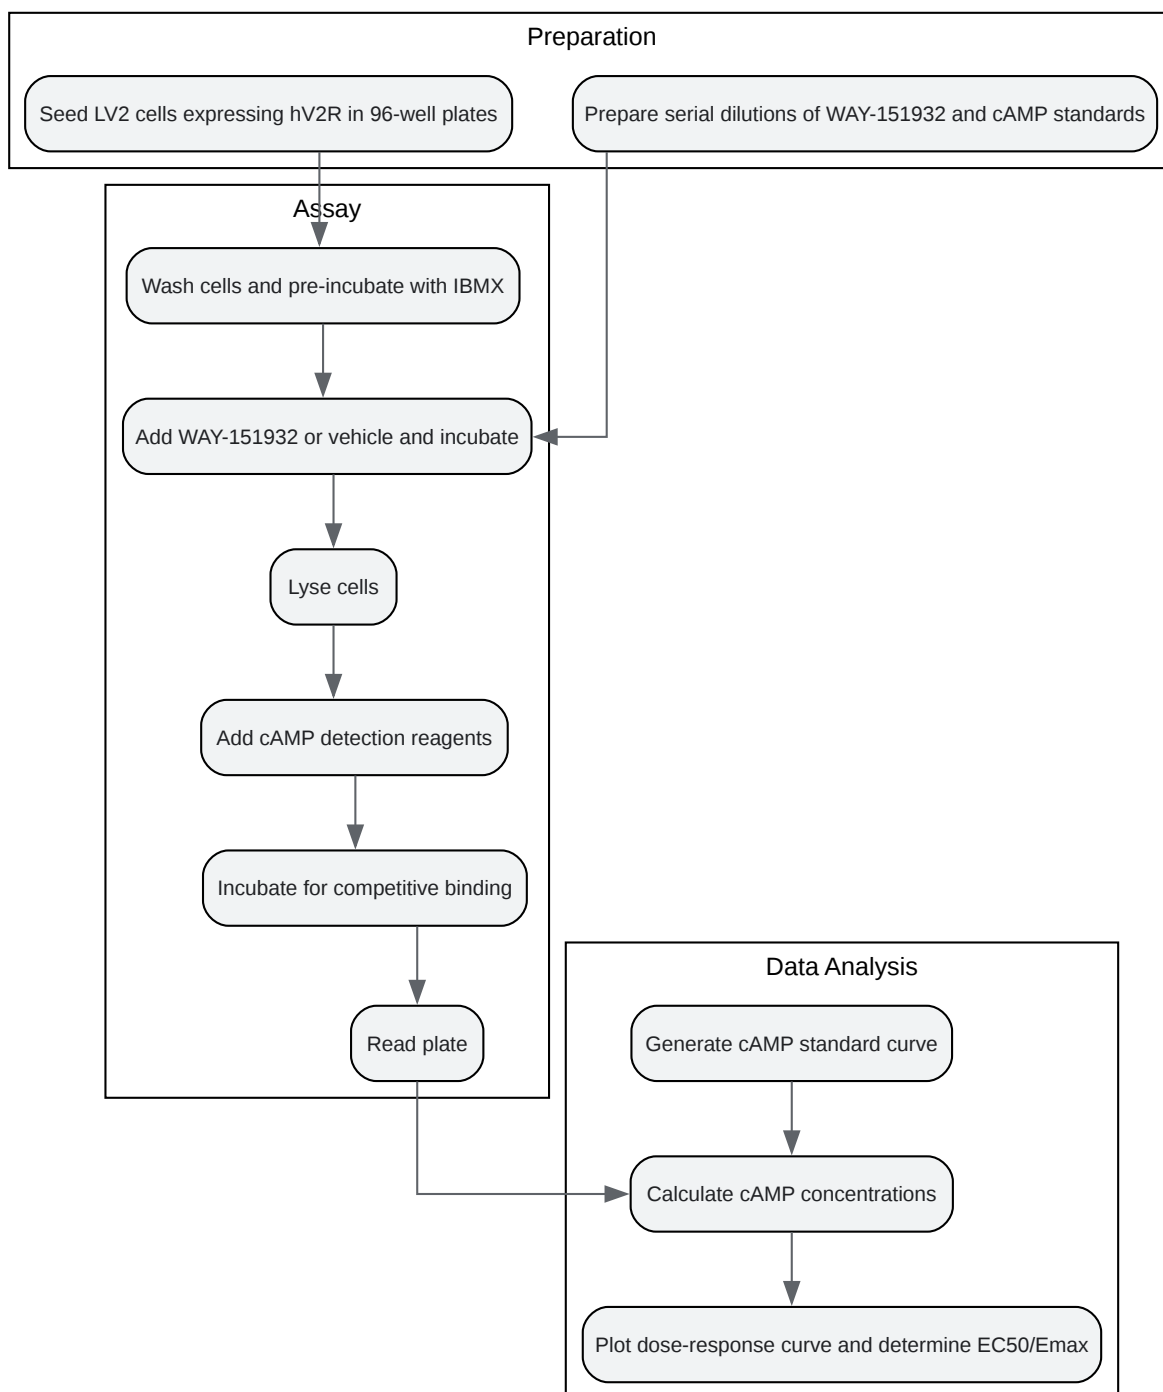 Preparation
Seed LV2 cells expressing hV2R in 96-well plates
Prepare serial dilutions of WAY-151932 and cAMP standards
Assay
Wash cells and pre-incubate with IBMX
Add WAY-151932 or vehicle and incubate
Lyse cells
Add cAMP detection reagents
Incubate for competitive binding
Read plate
Data Analysis
Generate cAMP standard curve
Calculate cAMP concentrations
Plot dose-response curve and determine EC50/Emax